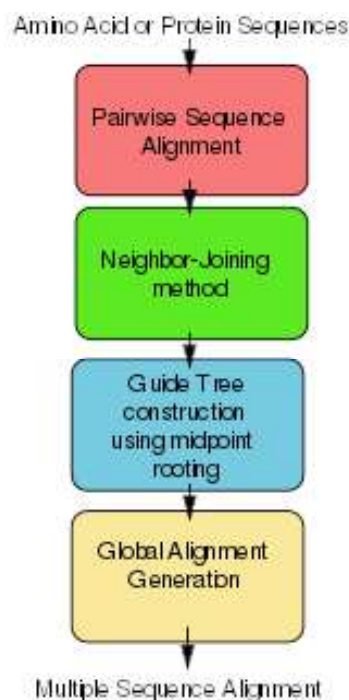 Amino Acid or Protein Sequences
Pairwise Sequence
Alignment
Neighbor-Joining
method
Guide Tree
construction
using midpoint
rooting
Global Alignment
Generation
Multiple Sequence Alignment